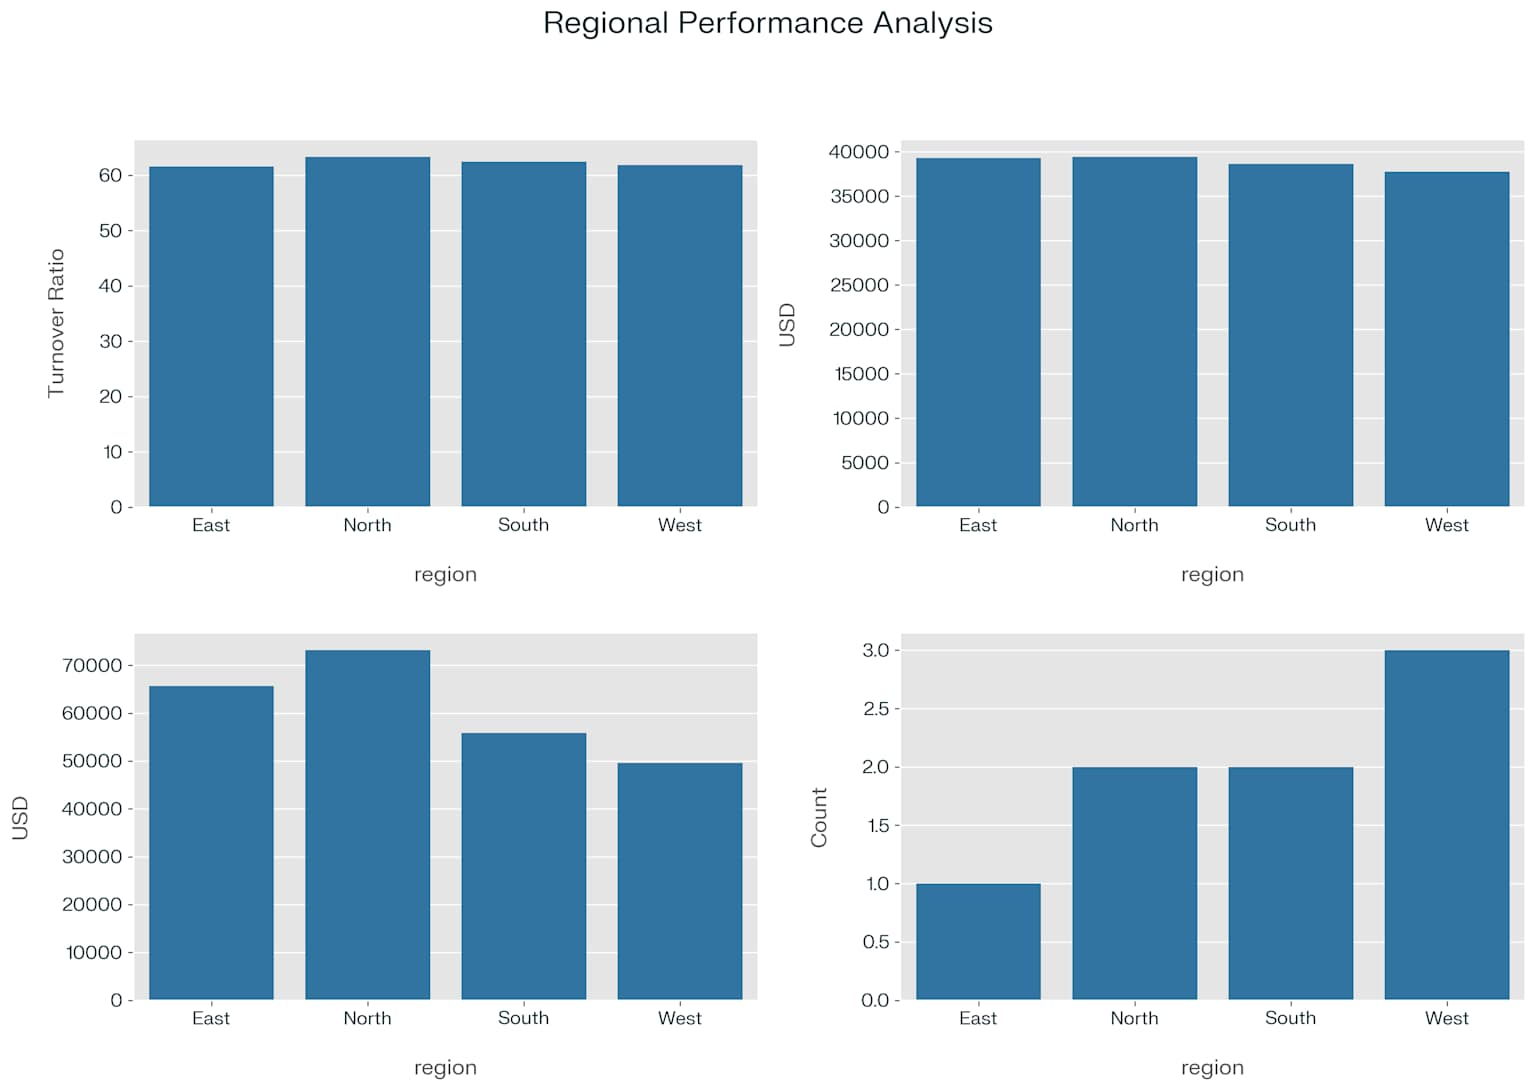 Regional Performance Analysis
Turnover Ratio
60
50
40
30
20
10
0
East North South West
region
USD
40000
35000
30000
25000
20000
15000
10000
5000
0
East North South West
region
USD
70000
60000
50000
40000
30000
20000
10000
0
East North South West
region
Count
3.0
2.5
2.0
1.5
1.0
0.5
0.0
East North South West
region